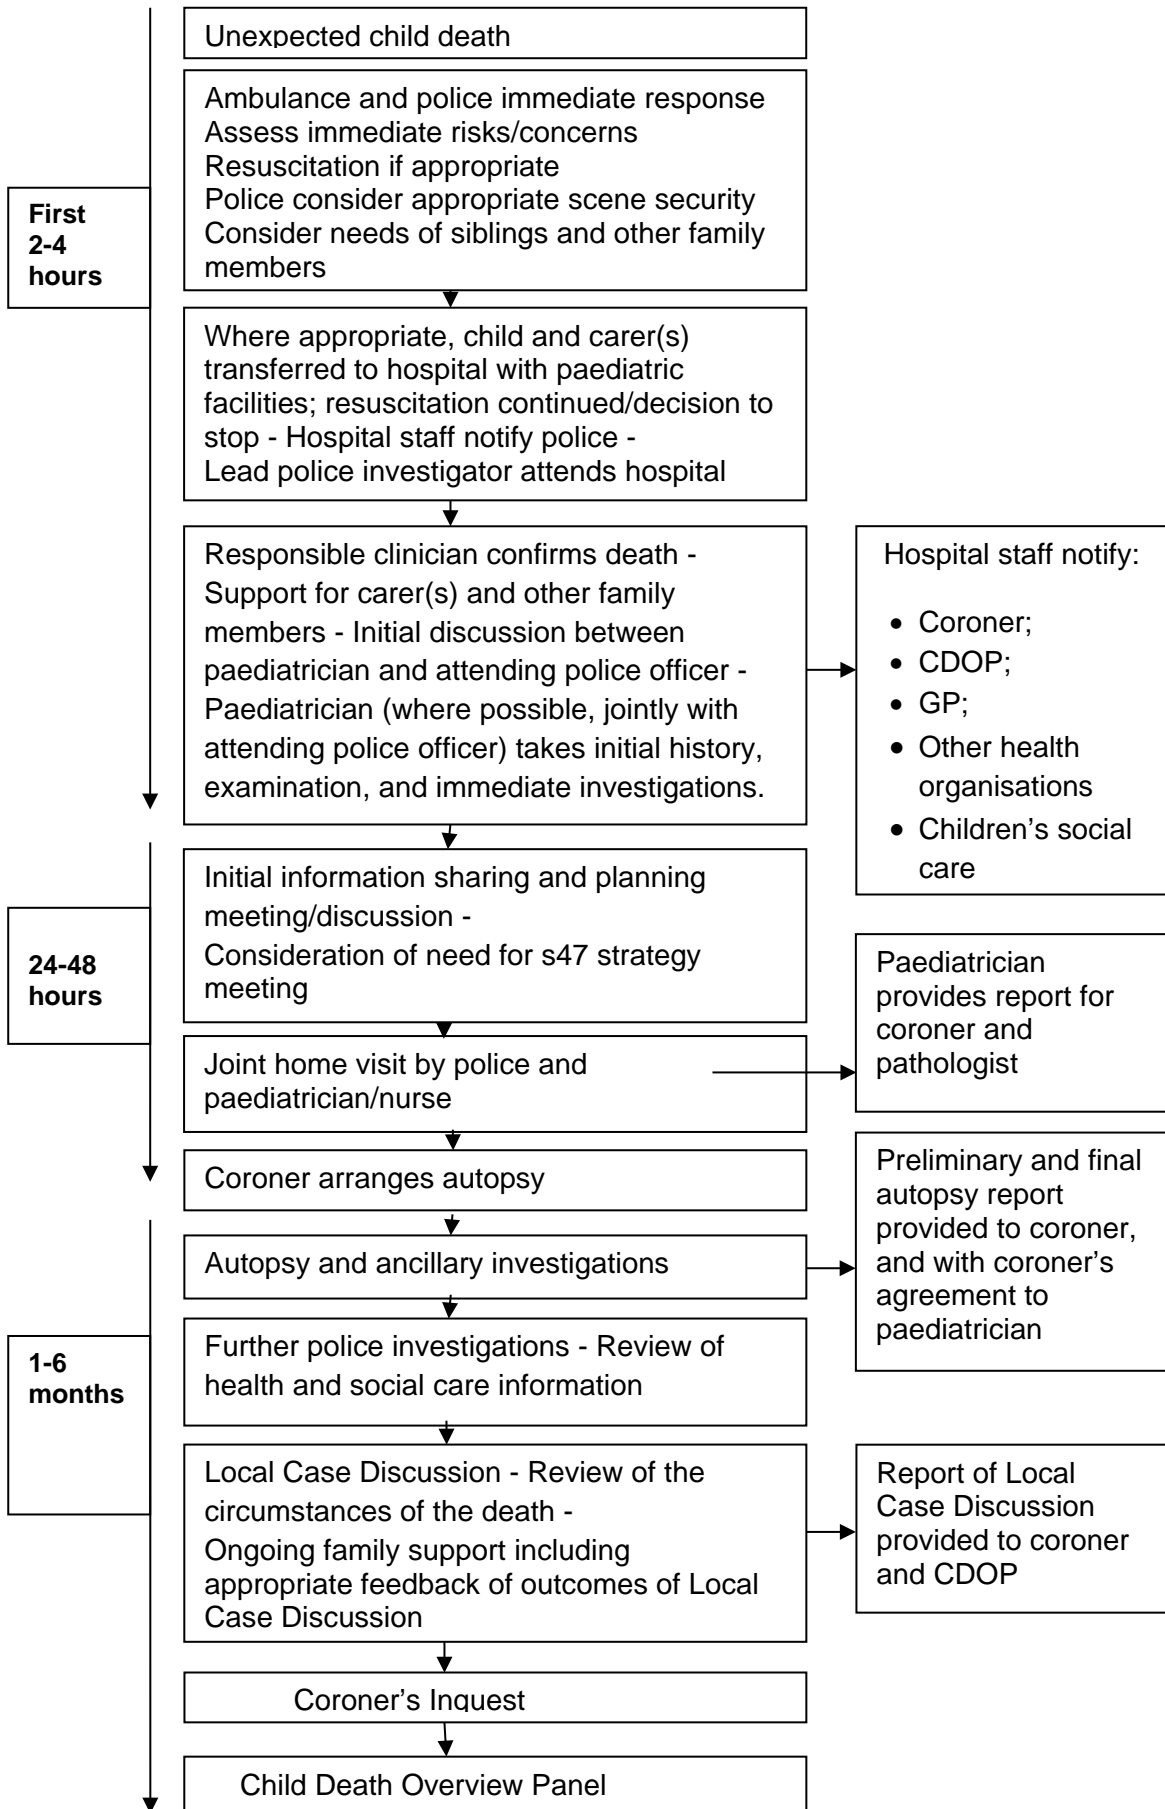 Unexpected child death
Ambulance and police immediate response
Assess immediate risks/concerns
Resuscitation if appropriate
Police consider appropriate scene security
Consider needs of siblings and other family
members
First
2-4
hours
Where appropriate, child and carer(s)
transferred to hospital with paediatric
facilities; resuscitation continued/decision to
stop - Hospital staff notify police -
Lead police investigator attends hospital
Responsible clinician confirms death -
Support for carer(s) and other family
members - Initial discussion between
paediatrician and attending police officer -
Paediatrician (where possible, jointly with
attending police officer) takes initial history,
examination, and immediate investigations.
Hospital staff notify:
• Coroner;
• CDOP;
• GP;
• Other health
organisations
• Children's social
care
24-48
hours
Initial information sharing and planning
meeting/discussion -
Consideration of need for s47 strategy
meeting
Joint home visit by police and
paediatrician/nurse
Paediatrician
provides report for
coroner and
pathologist
Coroner arranges autopsy
Autopsy and ancillary investigations
Preliminary and final
autopsy report
provided to coroner,
and with coroner's
agreement to
paediatrician
1-6
months
Further police investigations - Review of
health and social care information
Local Case Discussion - Review of the
circumstances of the death -
Ongoing family support including
appropriate feedback of outcomes of Local
Case Discussion
Report of Local
Case Discussion
provided to coroner
and CDOP
Coroner's Inquest
Child Death Overview Panel